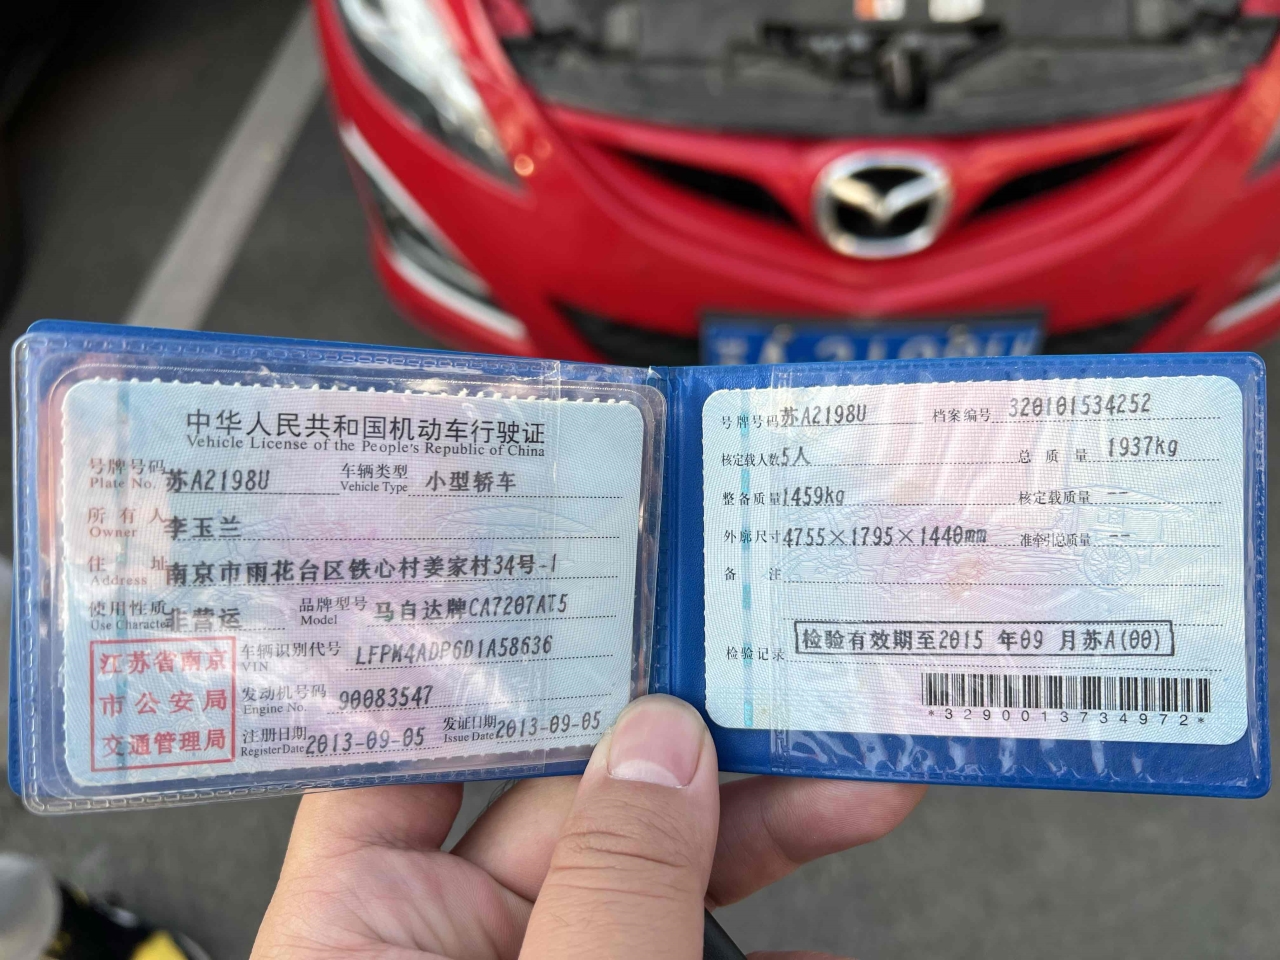 中华人民共和国机动车行驶证
Vehicle License of the People's Republic of China
号牌号码 Plate No. 苏A2198U 车辆类型 Vehicle Type 小型轿车
所有人 Owner 李玉兰
住址 Address 南京市雨花台区铁心村姜家村34号-1
使用性质 Use Character 非营运 品牌型号 Model 马自达牌CA7207AT5
江苏省南京
市公安局
交通管理局
车辆识别代号 VIN LFPM4ADP6D1A58636
发动机号码 Engine No. 90083547
注册日期 Register Date 2013-09-05 发证日期 Issue Date 2013-09-05
号牌号码 苏A2198U 档案编号 320101534252
核定载人数 5人 总质量 1937kg
整备质量 1459kg 核定载质量 --
外廓尺寸 4755×1795×1440mm 准牵引总质量 --
备注
检验记录 检验有效期至2015 年09 月苏A(00)
*3290013734972*